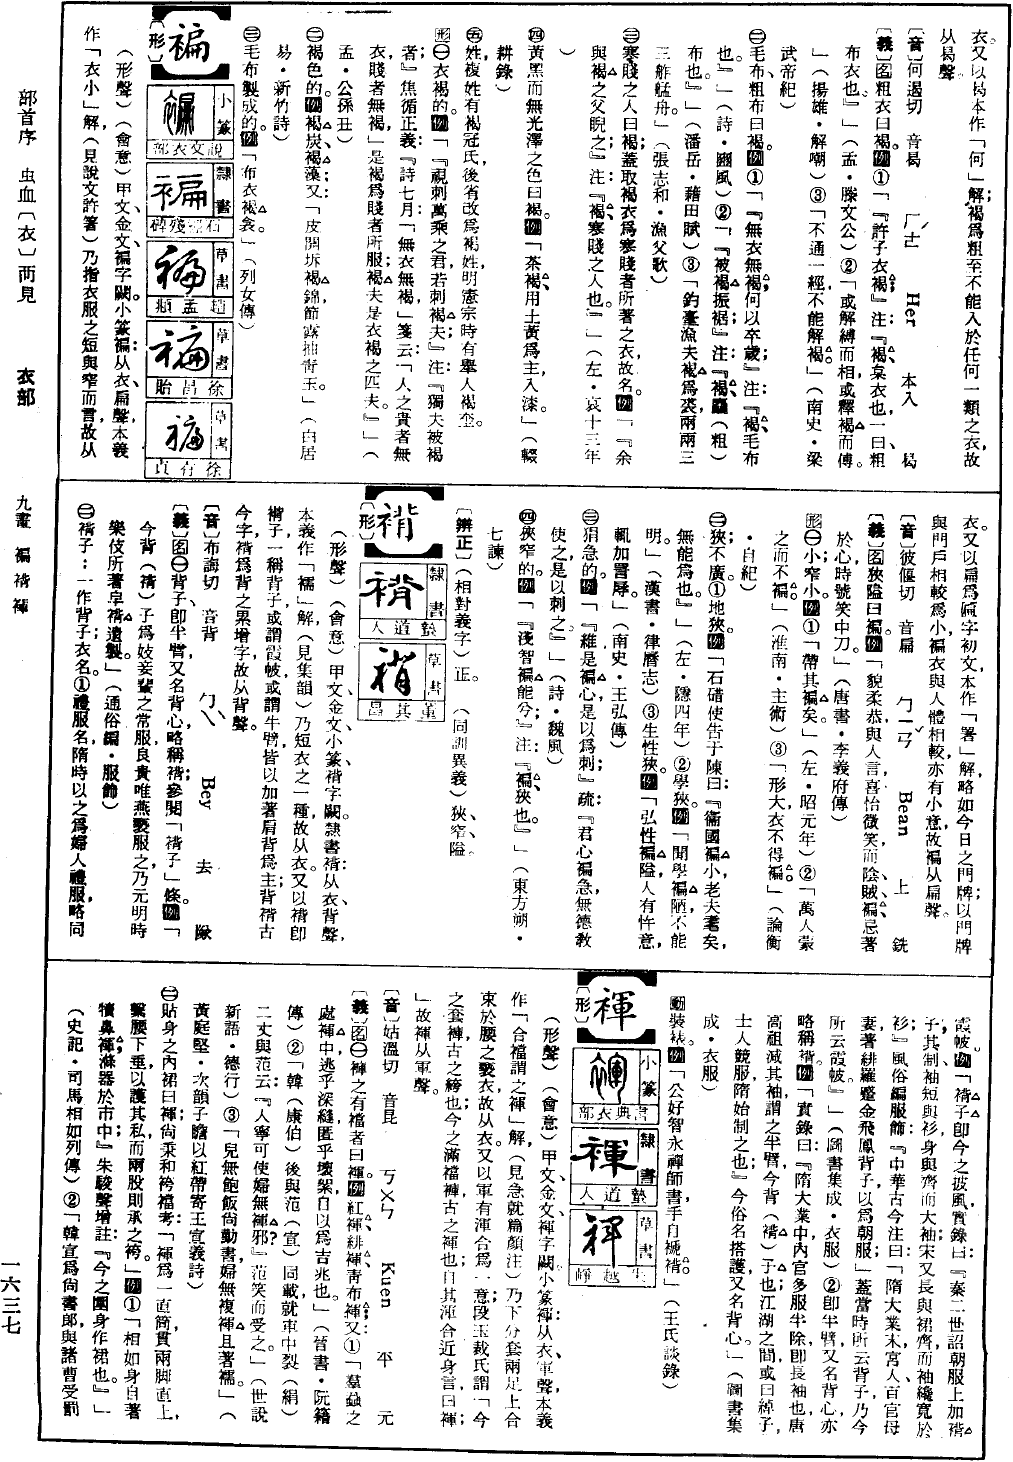 衣。又以曷本作「何」解，褐爲粗至不能入於任何一類之衣，故
从曷聲。
〔音〕何遏切　音曷　ㄏㄜˊ　Her　本入　曷
〔義〕名粗衣曰褐。例①「『許子衣褐』注：『褐，枲衣也，一曰粗
布衣也。』」（孟·滕文公）②「或解縛而相，或釋褐而傅。
」（揚雄·解嘲）③「不通一經，不能解褐。」（南史·梁
武帝紀）
㊁毛布，粗布曰褐。例①「『無衣無褐，何以卒歲』注：『褐，毛布
也。』」（詩·豳風）②「『被褐振裾』注：『褐，麤（粗）
布也。』」（潘岳·藉田賦）③「釣臺漁夫褐爲裘，兩兩三
三舴艋舟」（張志和·漁父歌）
㊂寒賤之人曰褐；蓋取褐衣爲寒賤者所著之衣，故名。例「『余
與褐之父睨之』注：『褐，寒賤之人也。』」（左·哀十三年
）
㊃黃黑而無光澤之色曰褐。例「茶褐，用土黃爲主，入漆。」（輟
耕錄）
㊄姓，複姓有褐冠氏，後省改爲褐姓，明憲宗時有舉人褐奎。
形㊀衣褐的。例「『視刺萬乘之君，若刺褐夫』注：『獨夫被褐
者』焦循正義：『詩七月：「無衣無褐，」箋云：「人之貴者無
衣，賤者無褐，」是褐爲賤者所服；褐夫是衣褐之匹夫。』」（
孟·公孫丑）
㊁褐色的。例褐炭、褐藻。又「皮開坼褐錦，節露抽青玉。」（白居
易·新竹詩）
㊂毛布製成的。例「布衣褐衾。」（列女傳）
〔形〕褊
小篆　說文衣部
隸書　石經殘碑
草書　趙孟頫
草書　徐昌貽
草書　徐有貞
（形聲）（會意）甲文、金文褊字闕。小篆褊：从衣、扁聲，本義
作「衣小」解（見說文許箸）乃指衣服之短與窄而言，故从
衣。又以扁爲匾字初文，本作「署」解，略如今日之門牌；以門牌
與門戶相較爲小，褊衣與人體相較亦有小意，故褊从扁聲。
〔音〕彼偃切　音扁　ㄅㄧㄢˇ　Bean　上　銑
〔義〕名狹隘曰褊。例「貌柔恭，與人言，喜怡微笑，而陰賊褊忌著
於心，時號笑中刀」（唐書·李義府傳）
形㊀小，窄小。例①「帶其褊矣。」（左·昭元年）②「萬人蒙
之而不褊」（淮南·主術）③「形大，衣不得褊」（論衡
·自紀）
㊁狹，不廣。①地狹。例「石碏使告于陳曰：『衛國褊小，老夫耄矣，
無能爲也。』」（左·隱四年）②學狹。例「聞學褊陋，不能
明」（漢書·律曆志）③生性狹。例「弘性褊隘，人有忤意，
輒加詈辱」（南史·王弘傳）
㊂狷急的。例「『維是褊心，是以爲刺』疏：『君心褊急，無德教
使之，是以刺之。』」（詩·魏風）
㊃狹窄的。例「『淺智褊能兮』注：『褊，狹也。』」（東方朔·
七諫）
〔辨正〕（相對義字）正。（同訓異義）狹、窄、隘。
〔形〕褙
隸書　蟄道人
草書　董其昌
（形聲）（會意）甲文、金文、小篆褙字闕。隸書褙：从衣、背聲，
本義作「襦」解（見集韻）乃短衣之一種，故从衣。又以褙卽
褙子，一稱背子，或謂霞帔，或謂半臂，皆以加著肩背爲主；背褙古
今字，褙爲背之累增字，故从背聲。
〔音〕布誨切　音背　ㄅㄟˋ　Bey　去　隊
〔義〕名㊀背子，卽半臂，又名背心，略稱褙，參閱「褙子」條。例「
今背（褙）子爲妓妾輩之常服，良貴唯燕褻服之，乃元明時
樂伎所著皁褙遺製。」（通俗編·服飾）
㊁褙子：一作背子；衣名。①禮服名，隋時以之爲婦人禮服，略同
霞帔。例「褙子，卽今之披風，實錄曰：『秦二世詔朝服上加褙
子，其制袖短與衫，身與齊而大袖；宋又長與裙齊，而袖纔寬於
衫』風俗編服飾：『中華古今注曰：「隋大業末，宮人百官母
妻著緋羅蹙金飛鳳背子以爲朝服；」蓋當時所云背子，乃今
所云霞帔。』」（圖書集成·衣服）②卽半臂，又名背心，亦
略稱褙。例「實錄曰：『隋大業中內官多服半除，卽長袖也；唐
高祖減其袖，謂之半臂，今背（褙）子也；江湖之間或曰綽子，
士人競服，隋始制之也』今俗名搭護，又名背心。」（圖書集
成·衣服）
動裝裱。例「公好智永禪師書，手自褫褙。」（王氏談錄）
〔形〕褌
小篆　書典衣部
隸書　蟄道人
草書
（形聲）（會意）甲文、金文褌字闕。小篆褌：从衣、軍聲，本義
作「合襠謂之褌」解，（見急就篇顏注）乃下分套兩足上合
束於腰之褻衣，故从衣。又以軍有渾合爲一意，段玉裁氏謂「今
之套褲，古之絝也；今之滿襠褲，古之褌也，自其渾合近身言曰褌
」故褌从軍聲。
〔音〕姑溫切　音昆　ㄎㄨㄣ　Kuen　平　元
〔義〕名㊀褌之有襠者曰褌。例紅褌、緋褌、靑布褌；又①「羣蝨之
處褌中，逃乎深縫，匿乎壞絮，自以爲吉兆也。」（晉書·阮籍
傳）②「韓（康伯）後與范（宣）同載，就車中裂（絹）
二丈與范，云：『人寧可使婦無褌邪？』范笑而受之。」（世說
新語·德行）③「兒無飽飯尚勤書，婦無複褌且著襦。」（
黃庭堅·次韻子瞻以紅帶寄王宣義詩）
㊁貼身之內裙曰褌；尚秉和袴襠考：「褌爲一直筒，貫兩脚直上，
繫腰下垂以護其私，而兩股則承之袴。」例①「『相如身自著
犢鼻褌，滌器於市中』朱駿聲增註：『今之圍身，作裙也。』」
（史記·司馬相如列傳）②「韓宣爲尚書郎，與諸曹受罰
部首序　虫血〔衣〕襾見　衣部　九畫　褊褙褌　一六三七